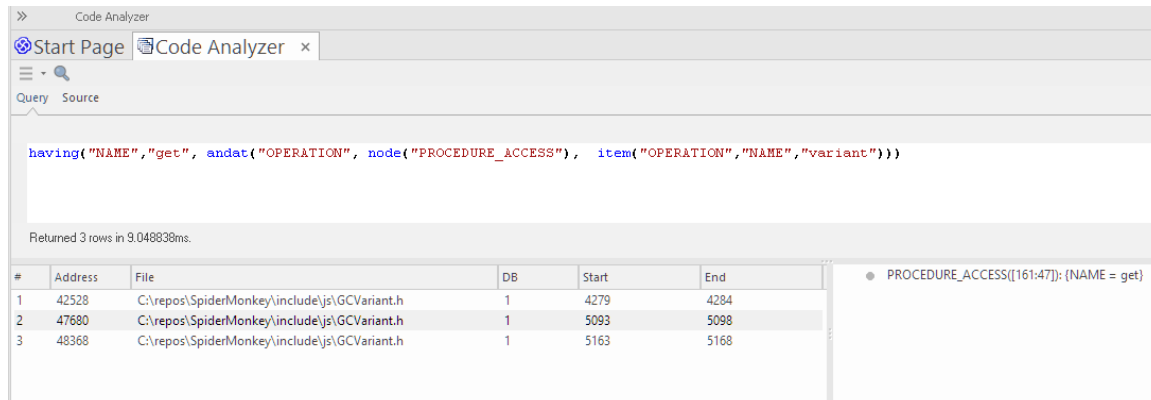 Code Analyzer
Start Page Code Analyzer ×
Query Source
having("NAME","get", andat("OPERATION", node("PROCEDURE_ACCESS"), item("OPERATION","NAME","variant")))
Returned 3 rows in 9.048838ms.
# Address File DB Start End
1 42528 C:\repos\SpiderMonkey\include\js\GCVariant.h 1 4279 4284
2 47680 C:\repos\SpiderMonkey\include\js\GCVariant.h 1 5093 5098
3 48368 C:\repos\SpiderMonkey\include\js\GCVariant.h 1 5163 5168
PROCEDURE_ACCESS([161:47]): {NAME = get}